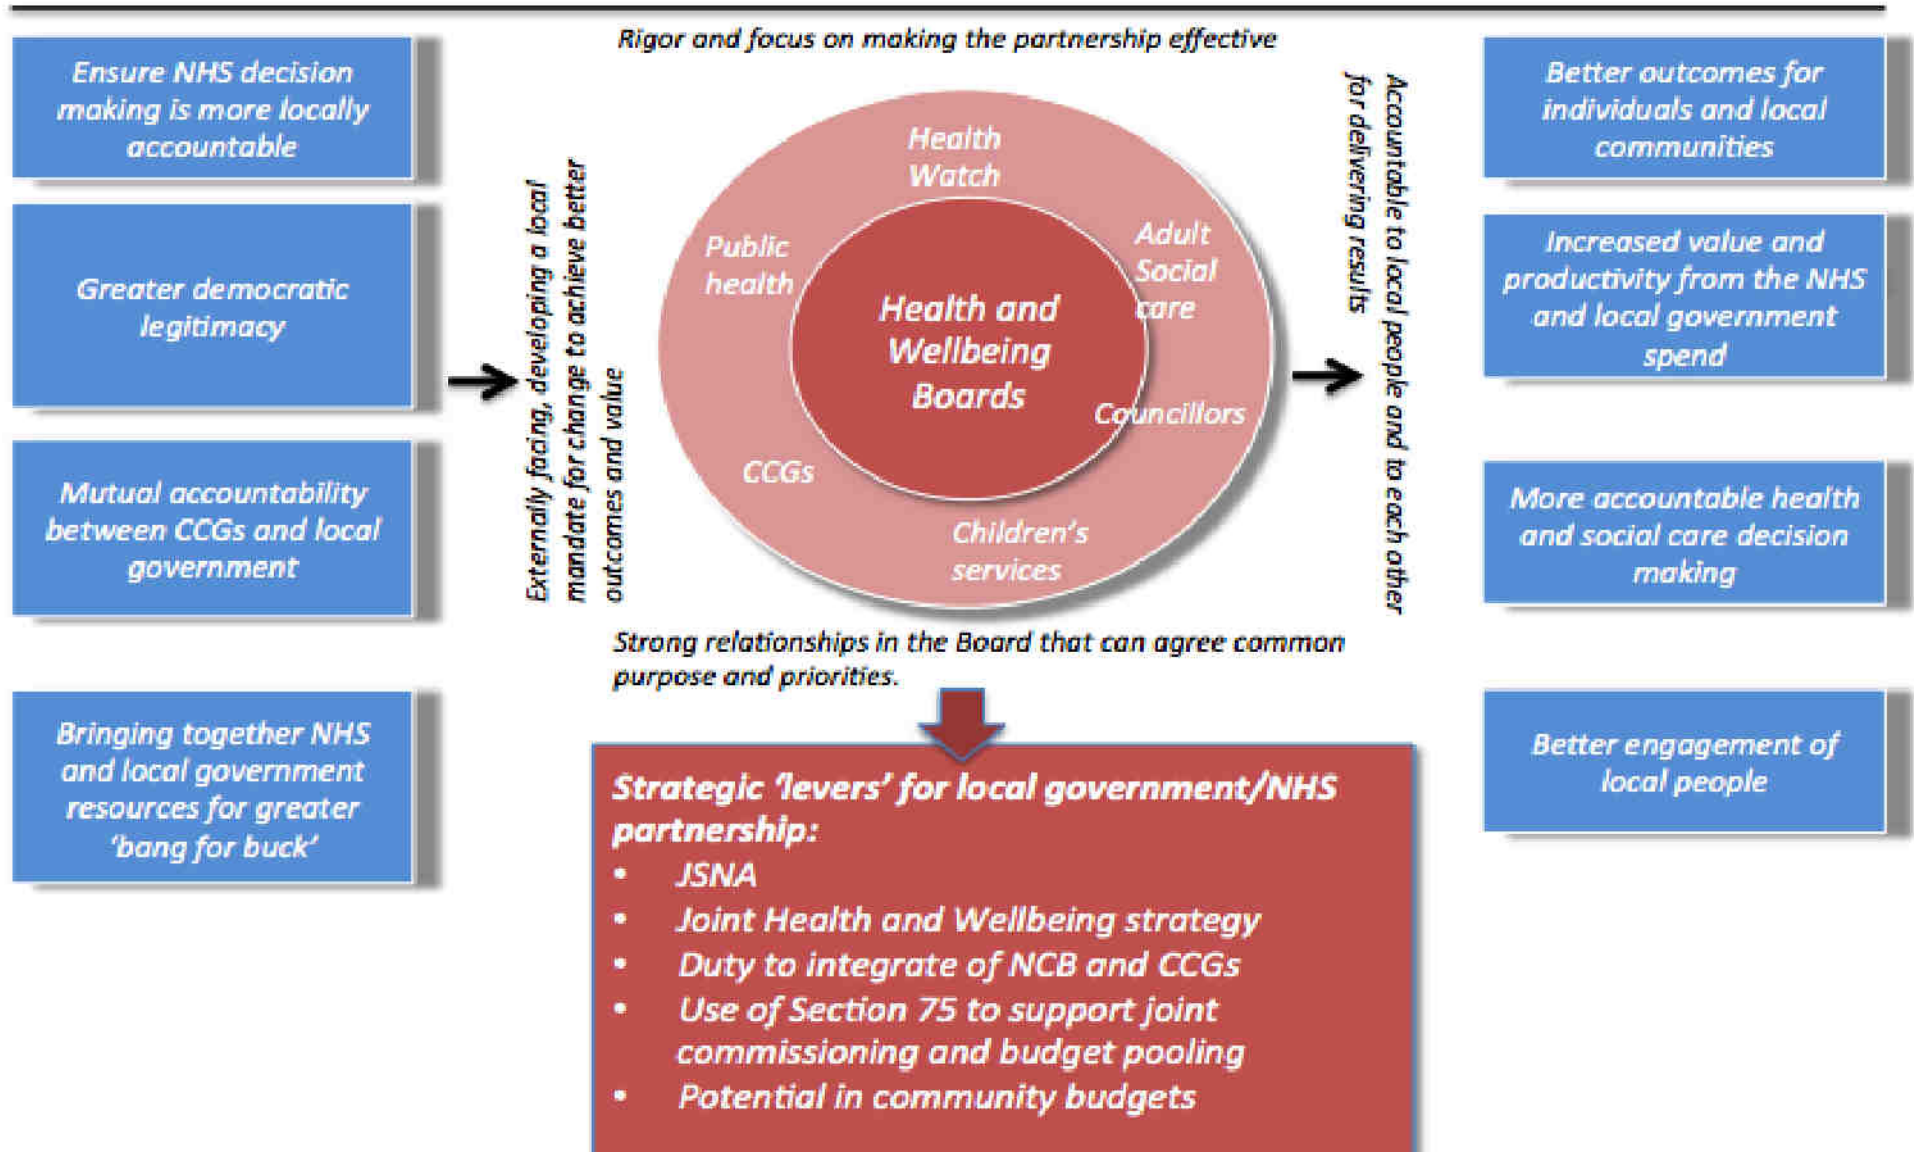 Rigor and focus on making the partnership effective
Ensure NHS decision
making is more locally
accountable
Greater democratic
legitimacy
Mutual accountability
between CCGs and local
government
Bringing together NHS
and local government
resources for greater
‘bang for buck’
Externally facing, developing a local
mandate for change to achieve better
outcomes and value
Health
Watch
Public
health
Adult
Social
care
Health and
Wellbeing
Boards
Councillors
CCGs
Children’s
services
Accountable to local people and to each other
for delivering results
Strong relationships in the Board that can agree common
purpose and priorities.
Strategic ‘levers’ for local government/NHS
partnership:
• JSNA
• Joint Health and Wellbeing strategy
• Duty to integrate of NCB and CCGs
• Use of Section 75 to support joint
commissioning and budget pooling
• Potential in community budgets
Better outcomes for
individuals and local
communities
Increased value and
productivity from the NHS
and local government
spend
More accountable health
and social care decision
making
Better engagement of
local people